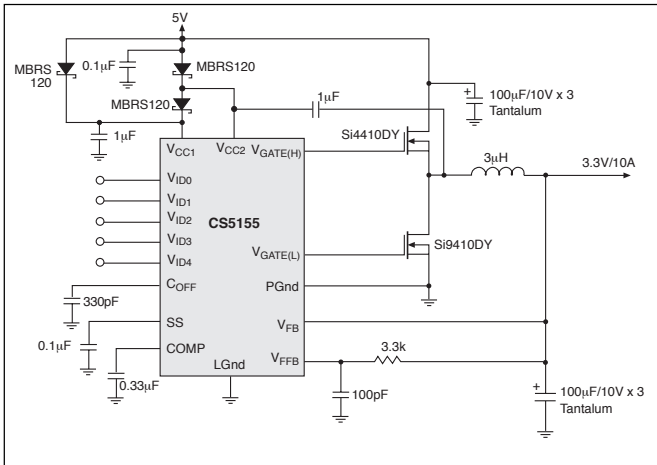 5V
MBRS
120
0.1μF
MBRS120
MBRS120
1μF
1μF
100μF/10V x 3
Tantalum
Si4410DY
3μH
3.3V/10A
VCC1
VCC2
VGATE(H)
VID0
VID1
VID2
VID3
VID4
CS5155
VGATE(L)
Si9410DY
COFF
PGnd
330pF
SS
VFB
0.1μF
COMP
VFFB
3.3k
LGnd
0.33μF
100pF
100μF/10V x 3
Tantalum
+
+